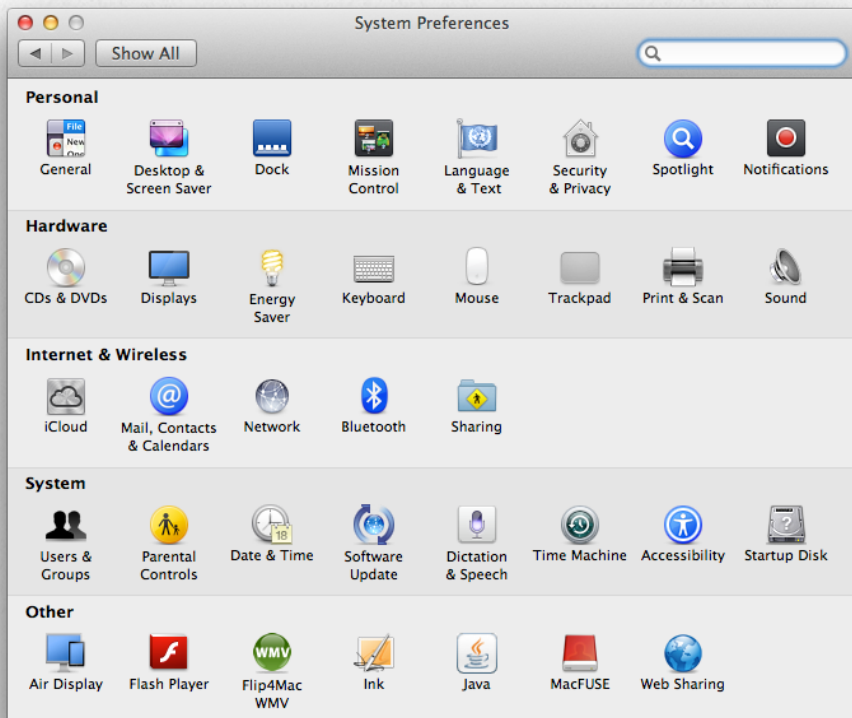 System Preferences
Show All
Personal
File
New
General
Desktop &
Screen Saver
Dock
Mission
Control
Language
& Text
Security
& Privacy
Spotlight
Notifications
Hardware
CDs & DVDs
Displays
Energy
Saver
Keyboard
Mouse
Trackpad
Print & Scan
Sound
Internet & Wireless
iCloud
@
Mail, Contacts
& Calendars
Network
Bluetooth
Sharing
System
Users &
Groups
Parental
Controls
18
Date & Time
Software
Update
Dictation
& Speech
Time Machine
Accessibility
?
Startup Disk
Other
Air Display
Flash Player
WMV
Flip4Mac
WMV
Ink
Java
MacFUSE
Web Sharing